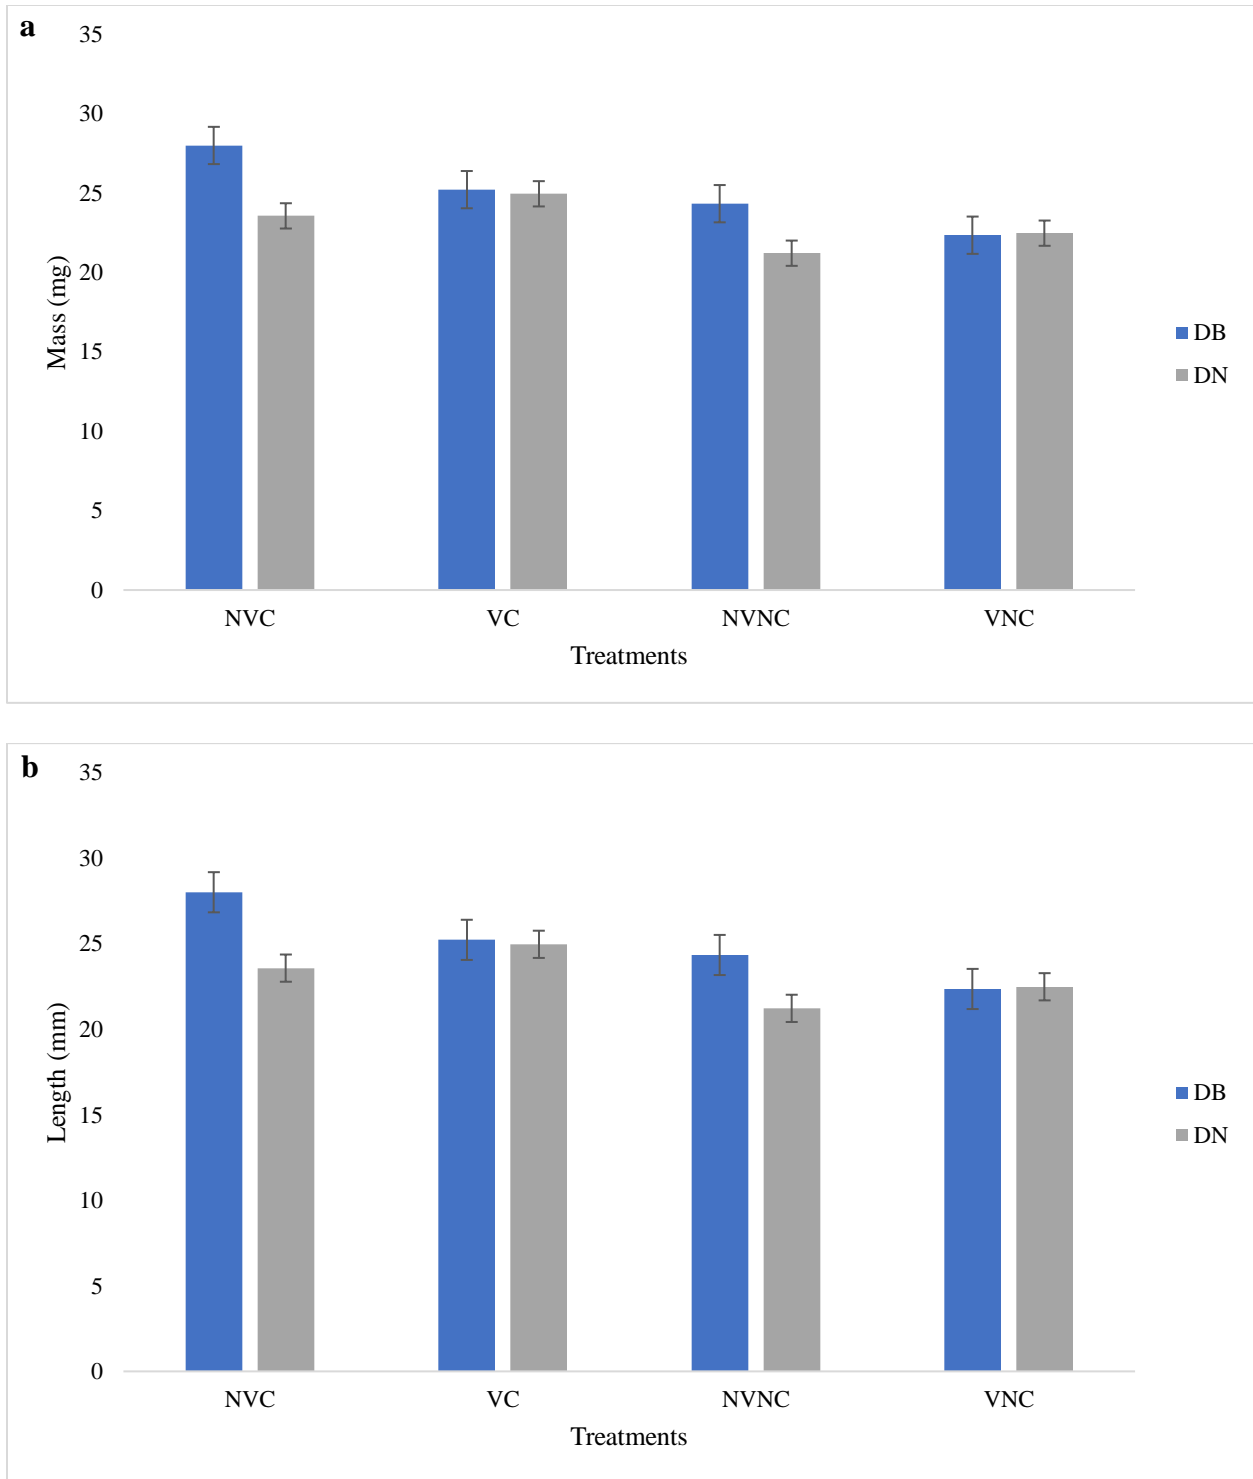 a
35
30
25
20
15
10
5
0
Mass (mg)
NVC VC NVNC VNC
Treatments
DB
DN
b
35
30
25
20
15
10
5
0
Length (mm)
NVC VC NVNC VNC
Treatments
DB
DN